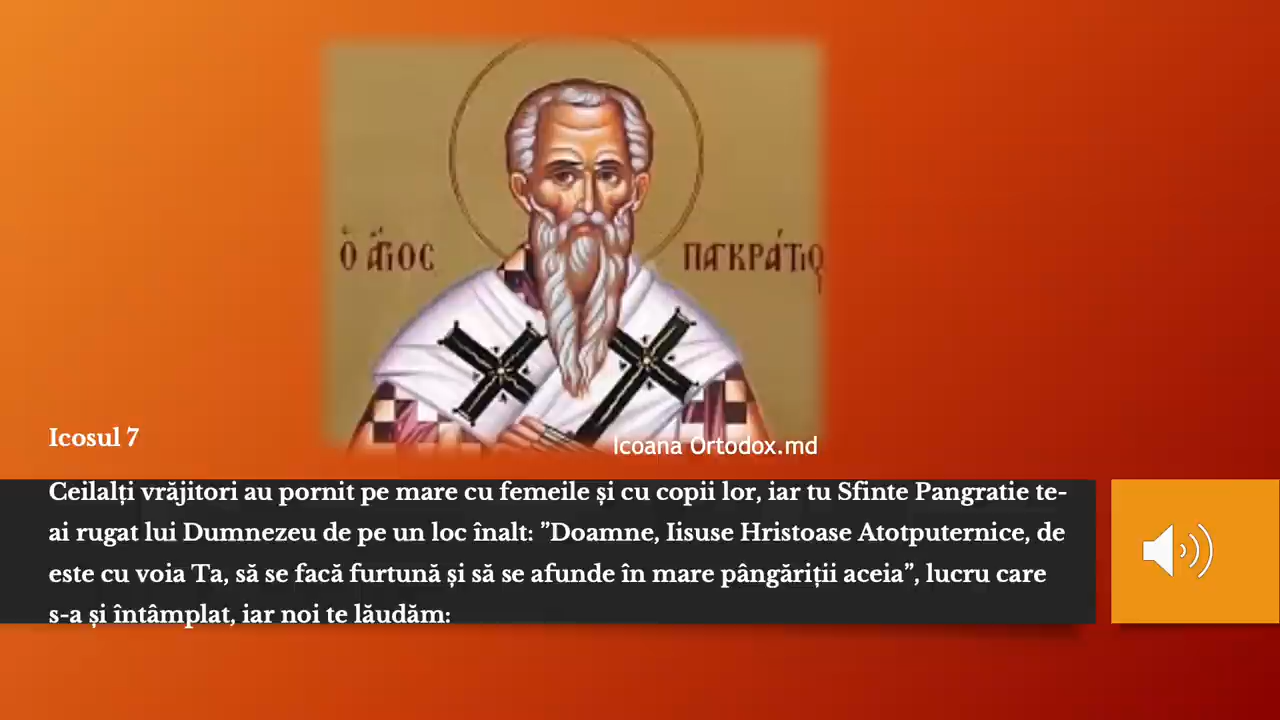 Ὁ ἍΓΙΟΣ ΠΑΓΚΡΆΤΙΟ
Icoana Ortodox.md
Icosul 7
Ceilalți vrăjitori au pornit pe mare cu femeile și cu copii lor, iar tu Sfinte Pangratie te-
ai rugat lui Dumnezeu de pe un loc înalt: ”Doamne, Iisuse Hristoase Atotputernice, de
este cu voia Ta, să se facă furtună și să se afunde în mare pângăriții aceia”, lucru care
s-a și întâmplat, iar noi te lăudăm: